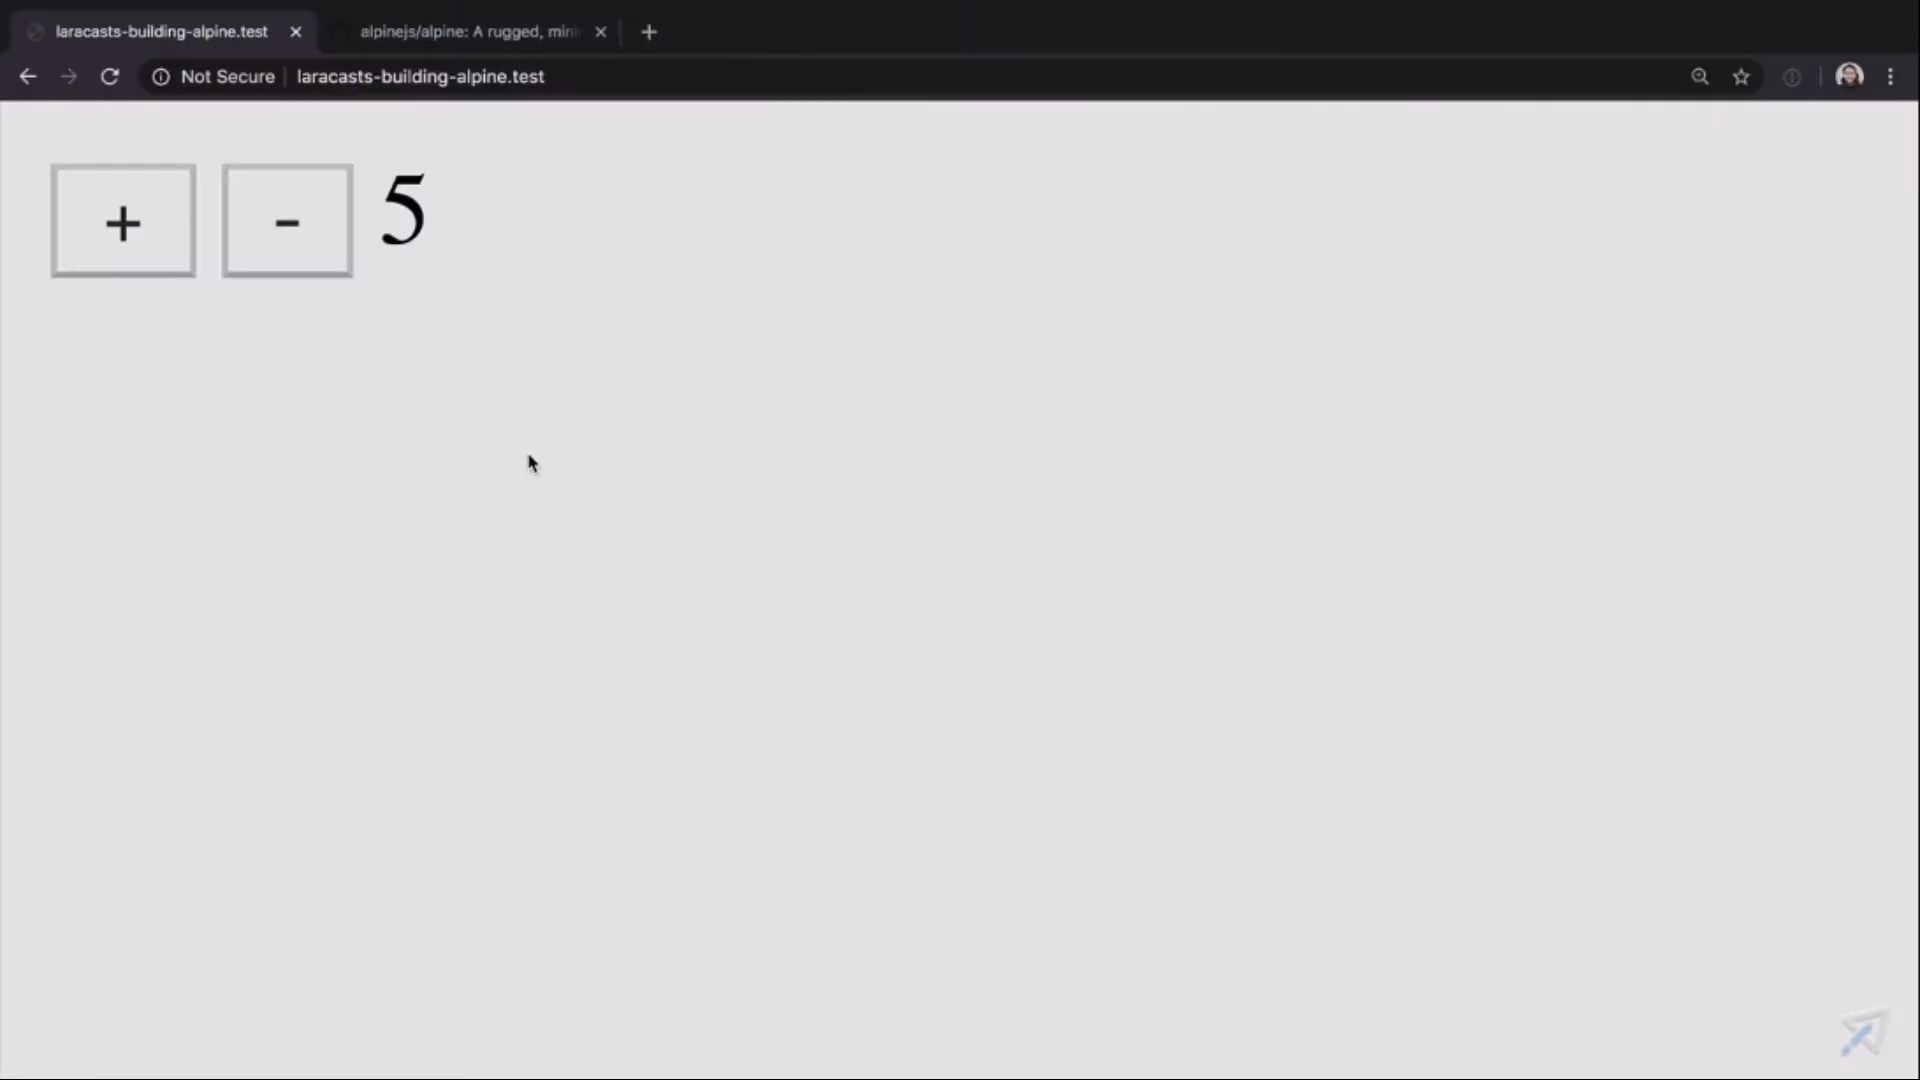 laracasts-building-alpine.test
alpinejs/alpine: A rugged, mini
Not Secure laracasts-building-alpine.test
+ - 5